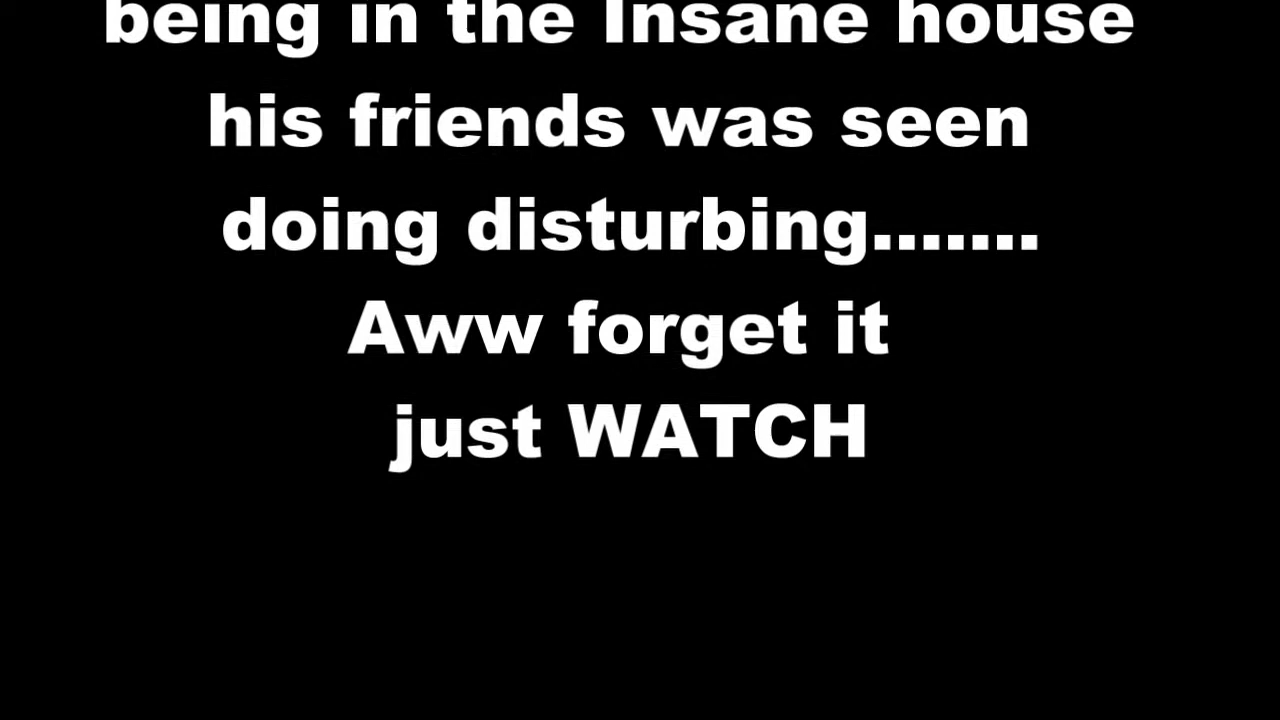 being in the Insane house
his friends was seen
doing disturbing.......
Aww forget it
just WATCH